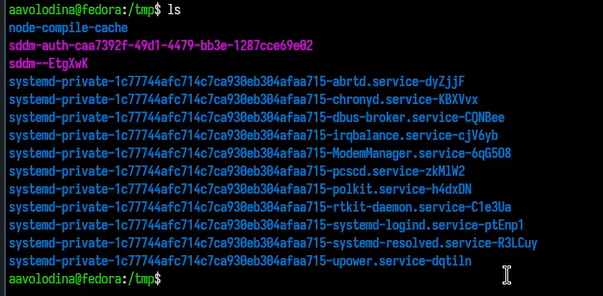 aavolodina@fedora:/tmp$ ls
node-compile-cache
sddm-auth-caa7392f-49d1-4479-bb3e-1287cce69e02
sddm--EtgXwK
systemd-private-1c77744afc714c7ca930eb304afaa715-abrtd.service-dyZjjF
systemd-private-1c77744afc714c7ca930eb304afaa715-chronyd.service-KBXVvx
systemd-private-1c77744afc714c7ca930eb304afaa715-dbus-broker.service-CQNBee
systemd-private-1c77744afc714c7ca930eb304afaa715-irqbalance.service-cjV6yb
systemd-private-1c77744afc714c7ca930eb304afaa715-ModemManager.service-6qG5O8
systemd-private-1c77744afc714c7ca930eb304afaa715-pcscd.service-zkMlW2
systemd-private-1c77744afc714c7ca930eb304afaa715-polkit.service-h4dxDN
systemd-private-1c77744afc714c7ca930eb304afaa715-rtkit-daemon.service-C1e3Ua
systemd-private-1c77744afc714c7ca930eb304afaa715-systemd-logind.service-ptEnp1
systemd-private-1c77744afc714c7ca930eb304afaa715-systemd-resolved.service-R3LCuy
systemd-private-1c77744afc714c7ca930eb304afaa715-upower.service-dqtiln
aavolodina@fedora:/tmp$